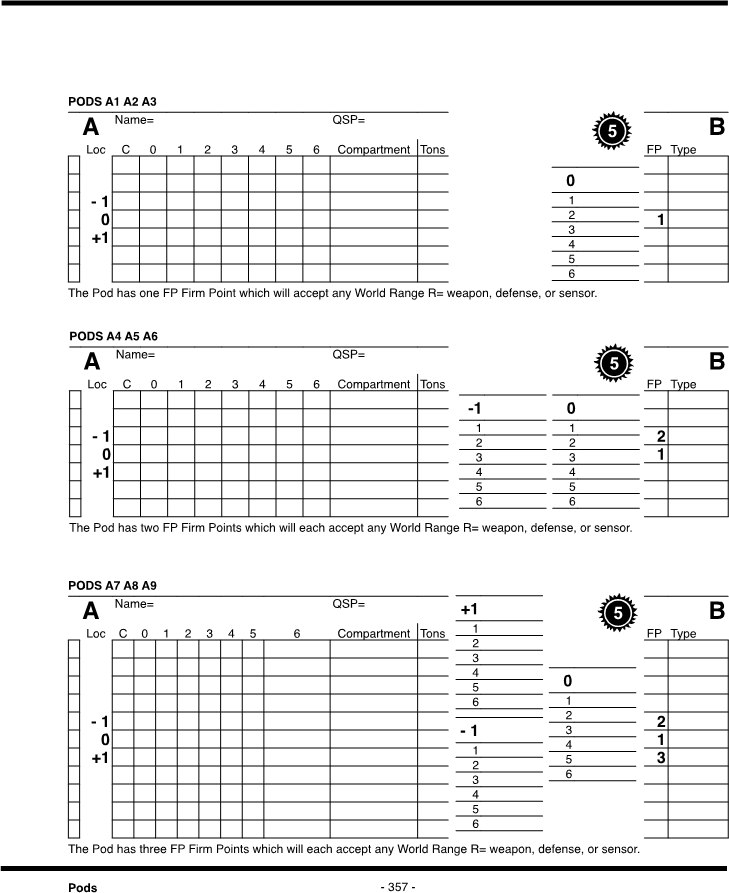 PODS A1 A2 A3
A Name= QSP= 5 B
Loc C 0 1 2 3 4 5 6 Compartment Tons FP Type
0
- 1 1
0 2 1
3
+1 4
5
6
The Pod has one FP Firm Point which will accept any World Range R= weapon, defense, or sensor.
PODS A4 A5 A6
A Name= QSP= 5 B
Loc C 0 1 2 3 4 5 6 Compartment Tons FP Type
-1 0
1 1
- 1 2 2 2
0 3 3 1
+1 4 4
5 5
6 6
The Pod has two FP Firm Points which will each accept any World Range R= weapon, defense, or sensor.
PODS A7 A8 A9
A Name= QSP= +1 5 B
Loc C 0 1 2 3 4 5 6 Compartment Tons 1 FP Type
2
3
4 0
5
6 1
- 1 2 2
0 - 1 3 1
+1 1 4 3
2 5
3 6
4
5
6
The Pod has three FP Firm Points which will each accept any World Range R= weapon, defense, or sensor.
Pods - 357 -